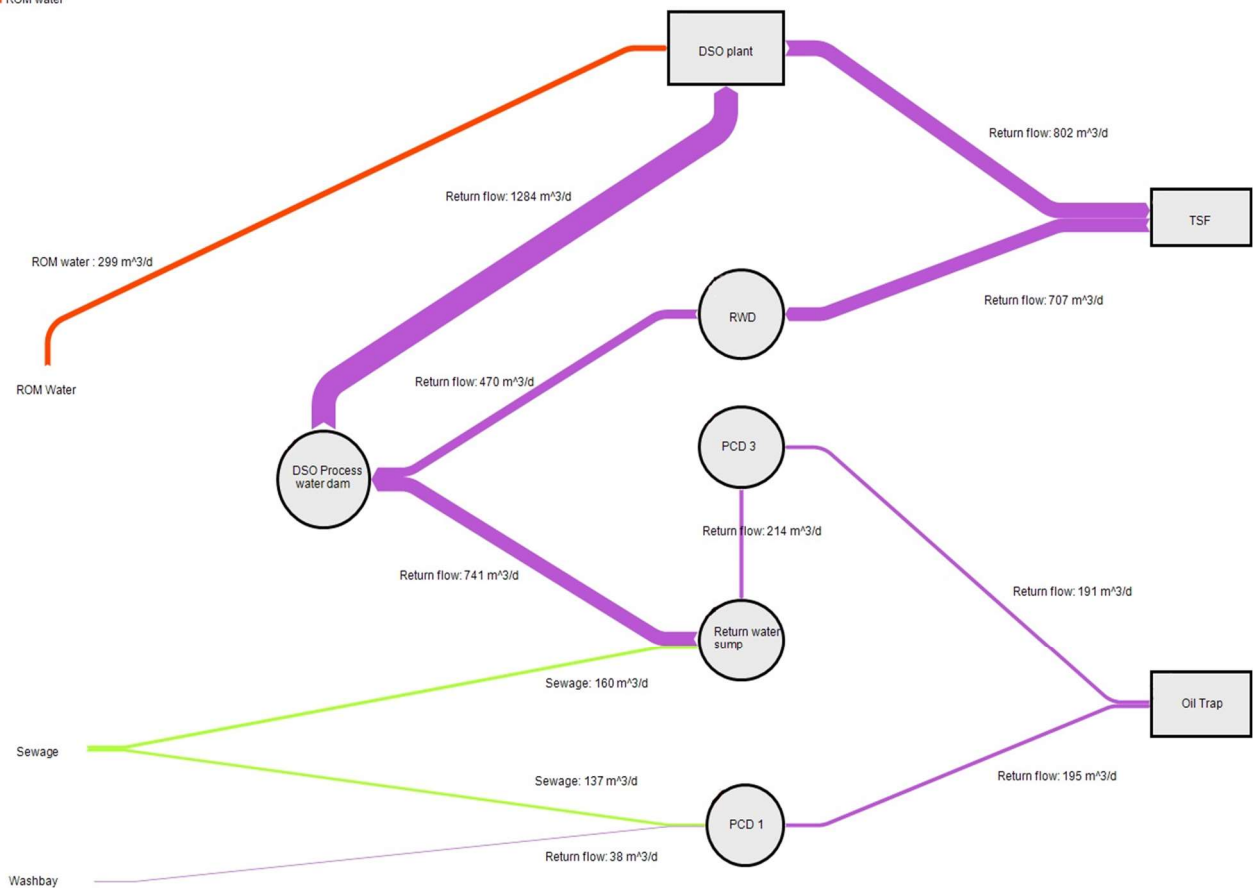 ROM water
DSO plant
Return flow: 802 m^3/d
Return flow: 1284 m^3/d
TSF
ROM water : 299 m^3/d
Return flow: 707 m^3/d
RWD
ROM Water
Return flow: 470 m^3/d
PCD 3
DSO Process
water dam
Return flow: 214 m^3/d
Return flow: 741 m^3/d
Return flow: 191 m^3/d
Return water
sump
Sewage: 160 m^3/d
Oil Trap
Sewage
Sewage: 137 m^3/d
Return flow: 195 m^3/d
PCD 1
Return flow: 38 m^3/d
Washbay